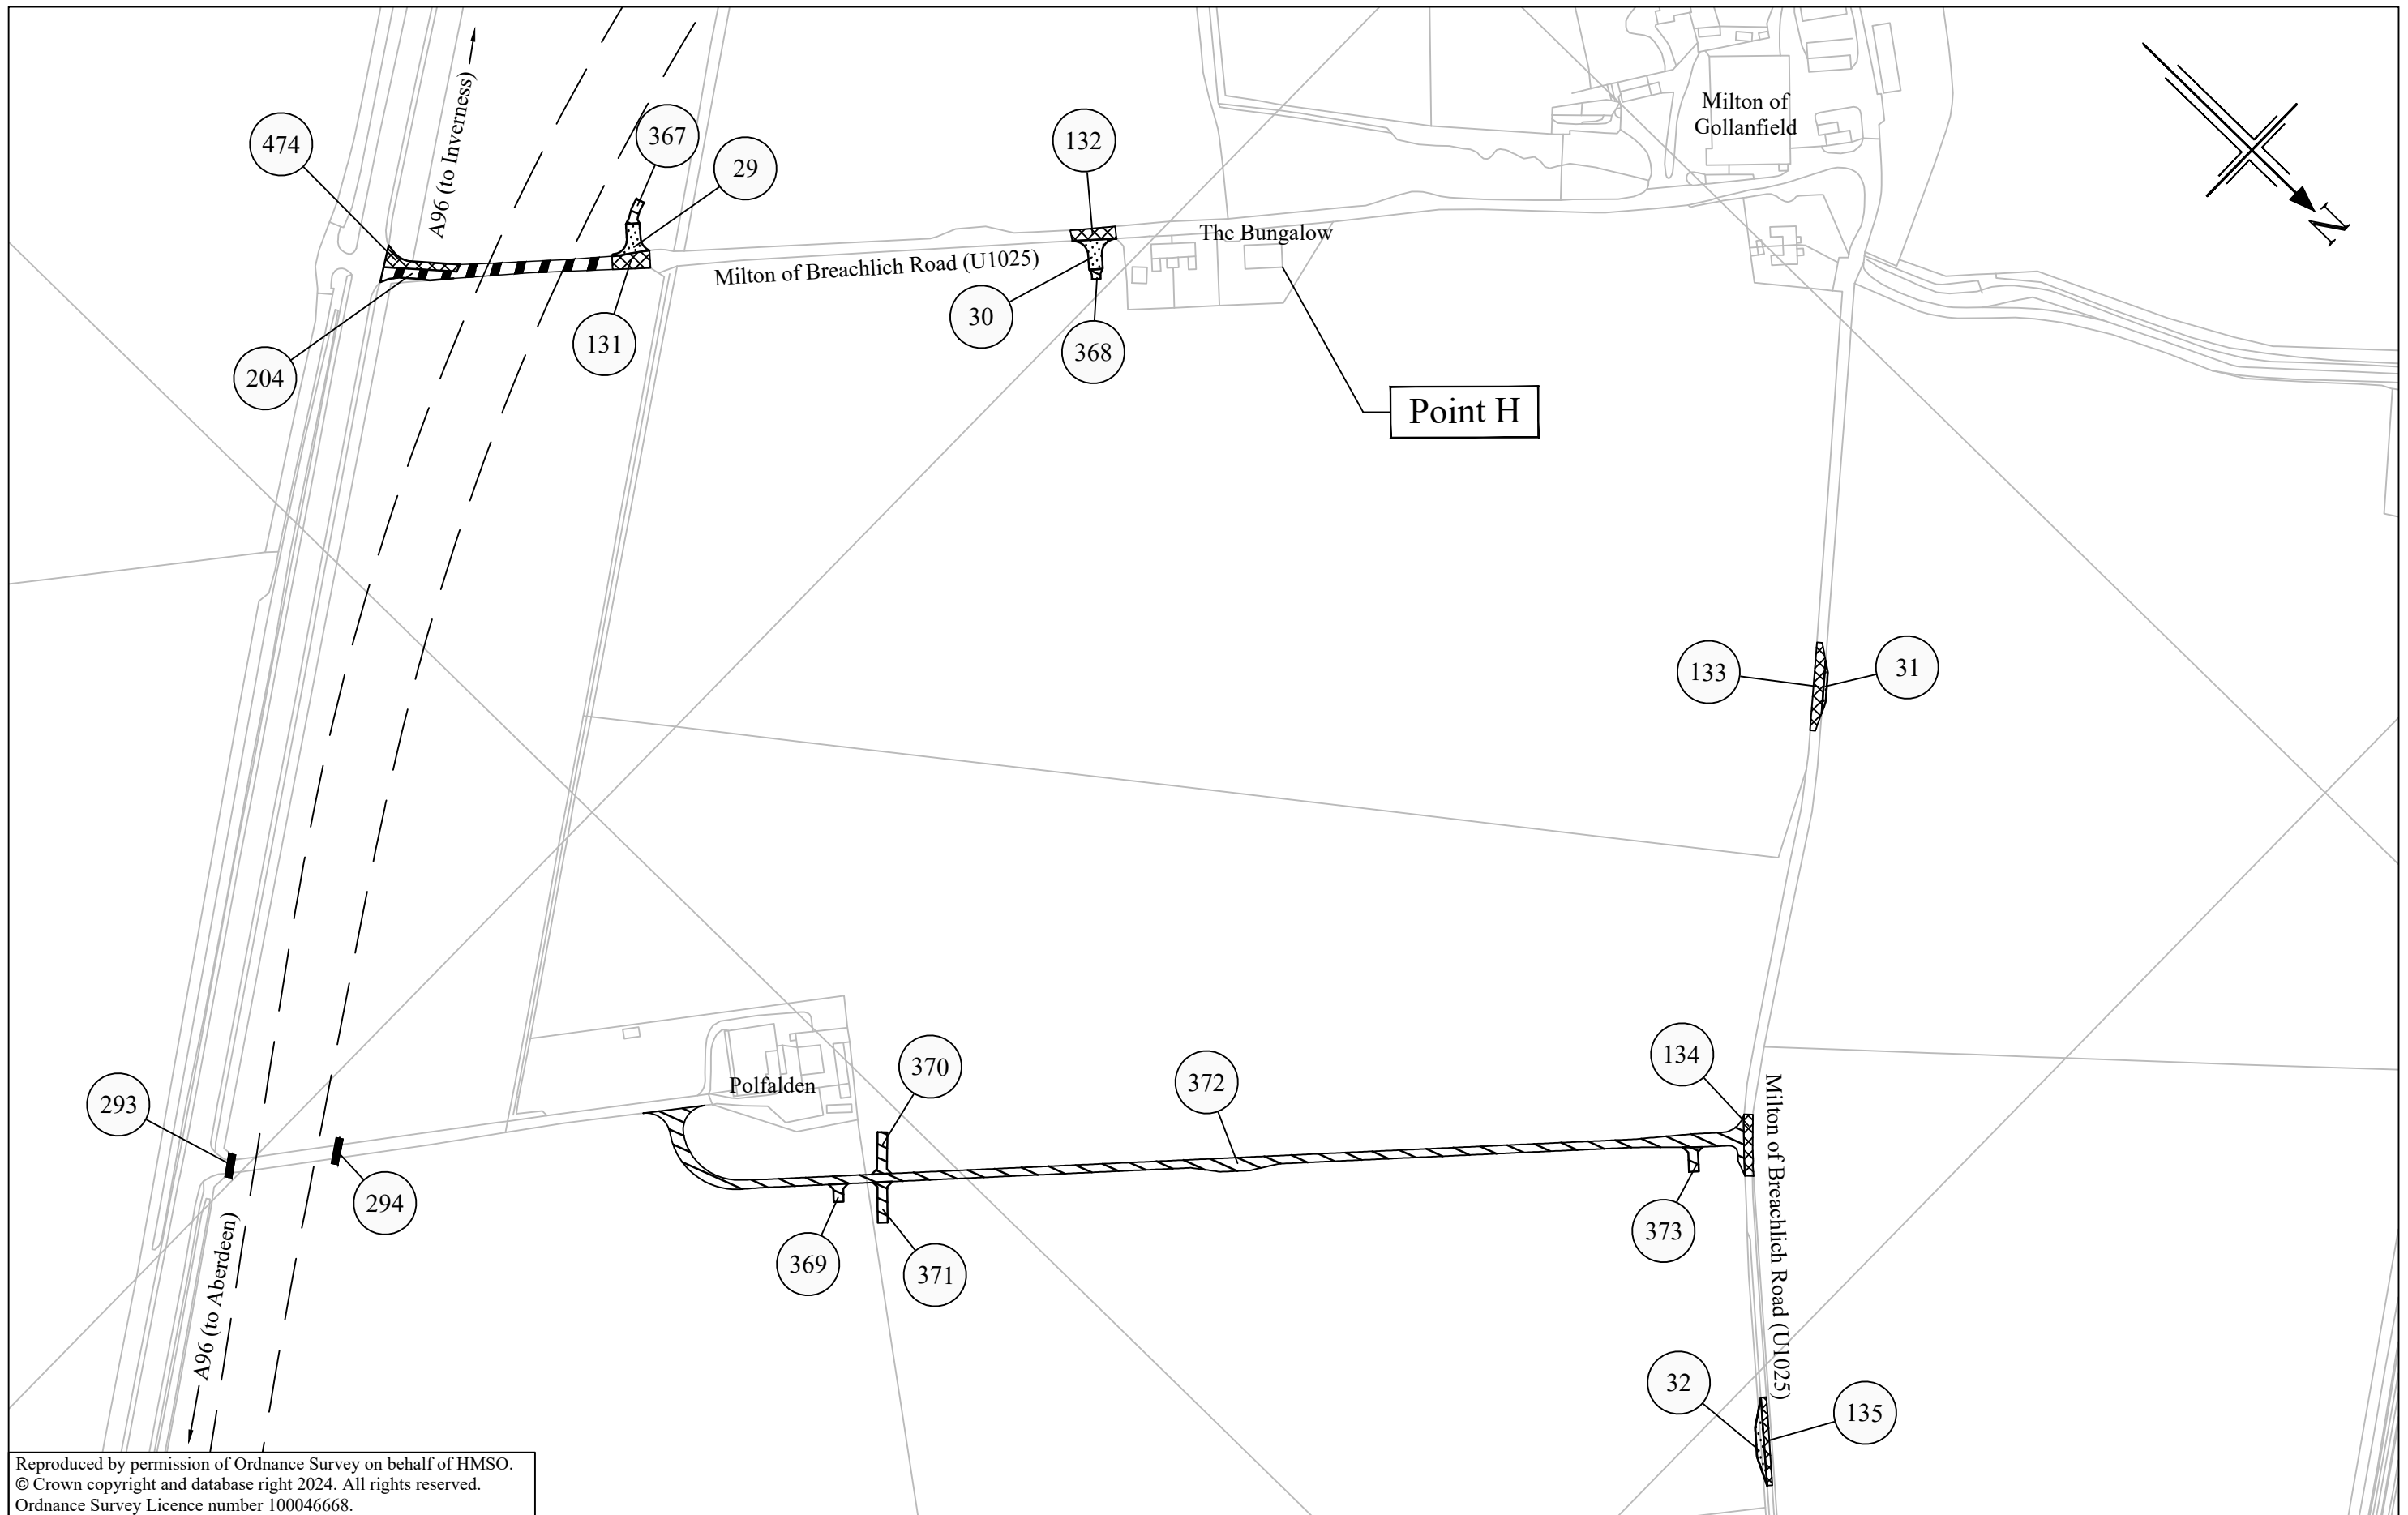 Milton of
Gollanfield
474
A96 (to Inverness)
367
29
132
N
The Bungalow
Milton of Breachlich Road (U1025)
30
204
131
368
Point H
133
31
134
370
372
Polfalden
293
294
373
369
371
Milton of Breachlich Road (U1025)
A96 (to Aberdeen)
32
135
Reproduced by permission of Ordnance Survey on behalf of HMSO.
© Crown copyright and database right 2024. All rights reserved.
Ordnance Survey Licence number 100046668.